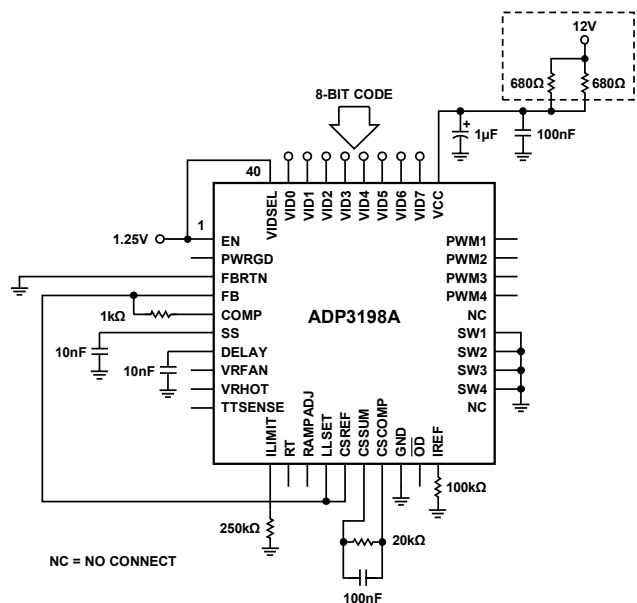 12V
680Ω
680Ω
8-BIT CODE
+
1µF
100nF
40
VIDSEL
VID0
VID1
VID2
VID3
VID4
VID5
VID6
VID7
VCC
1
1.25V
EN
PWRGD
FBRTN
FB
COMP
SS
DELAY
VRFAN
VRHOT
TTSENSE
1kΩ
10nF
10nF
ADP3198A
PWM1
PWM2
PWM3
PWM4
NC
SW1
SW2
SW3
SW4
NC
ILIMIT
RT
RAMPADJ
LLSET
CSREF
CSSUM
CSCOMP
GND
OD
IREF
250kΩ
100kΩ
20kΩ
100nF
NC = NO CONNECT